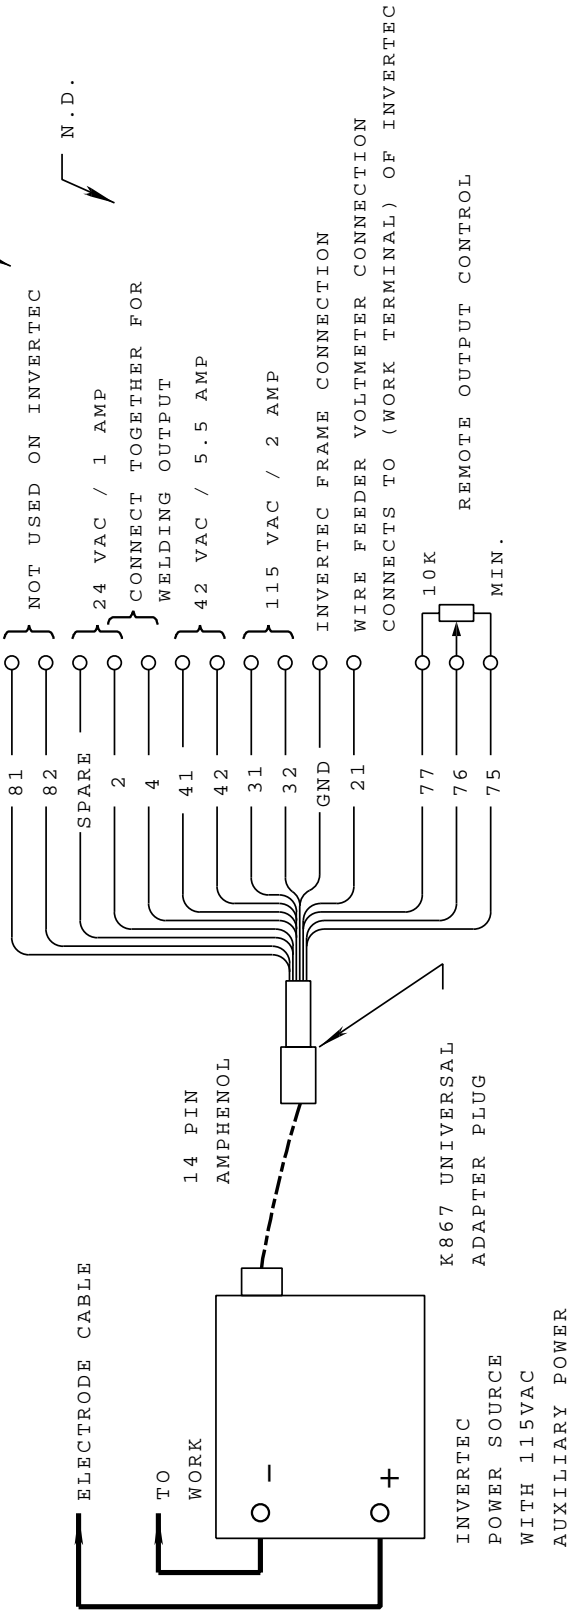 N.D.
81
82
SPARE
2
4
41
42
31
32
GND
21
77
76
75
NOT USED ON INVERTEC
24 VAC / 1 AMP
CONNECT TOGETHER FOR
WELDING OUTPUT
42 VAC / 5.5 AMP
115 VAC / 2 AMP
INVERTEC FRAME CONNECTION
WIRE FEEDER VOLTMETER CONNECTION
CONNECTS TO (WORK TERMINAL) OF INVERTEC
10K
REMOTE OUTPUT CONTROL
MIN.
14 PIN
AMPHENOL
K867 UNIVERSAL
ADAPTER PLUG
ELECTRODE CABLE
TO
WORK
-
+
INVERTEC
POWER SOURCE
WITH 115VAC
AUXILIARY POWER